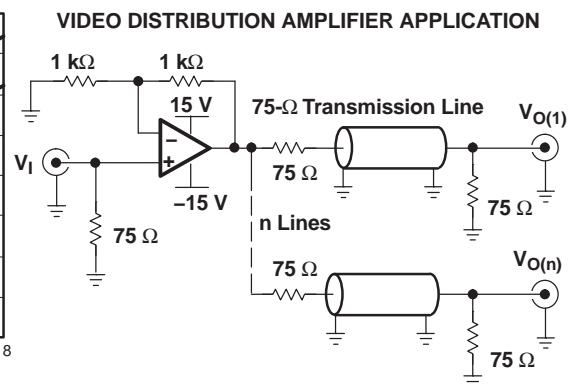 VIDEO DISTRIBUTION AMPLIFIER APPLICATION
1 kΩ
1 kΩ
15 V
75-Ω Transmission Line
VO(1)
VI
−
+
75 Ω
–15 V
75 Ω
75 Ω
n Lines
VO(n)
75 Ω
75 Ω
8